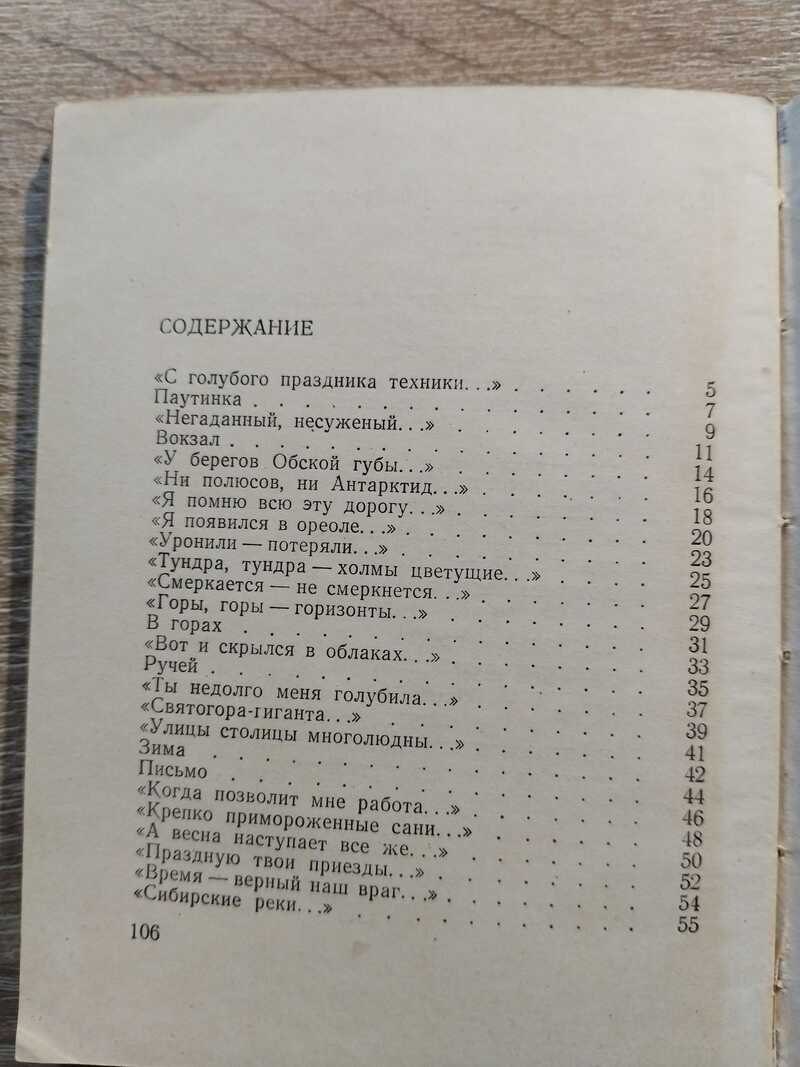 СОДЕРЖАНИЕ
«С голубого праздника техники...» . . . . . . 5
Паутинка . . . . . . . . . . . . . 7
«Негаданный, несуженый...» . . . . . . . . 9
Вокзал . . . . . . . . . . . . . . 11
«У берегов Обской губы...» . . . . . . . . 14
«Ни полюсов, ни Антарктид...» . . . . . . . 16
«Я помню всю эту дорогу...» . . . . . . . . 18
«Я появился в ореоле...» . . . . . . . . . 20
«Уронили — потеряли...» . . . . . . . . . 23
«Тундра, тундра — холмы цветущие...» . . . . . 25
«Смеркается — не смеркнется...» . . . . . . . 27
«Горы, горы — горизонты...» . . . . . . . . 29
В горах . . . . . . . . . . . . . . 31
«Вот и скрылся в облаках...» . . . . . . . . 33
Ручей . . . . . . . . . . . . . . 35
«Ты недолго меня голубила...» . . . . . . . 37
«Святогора-гиганта...» . . . . . . . . . . 39
«Улицы столицы многолюдны...» . . . . . . . 41
Зима . . . . . . . . . . . . . . . 42
Письмо . . . . . . . . . . . . . . 44
«Когда позволит мне работа...» . . . . . . . 46
«Крепко примороженные сани...» . . . . . . . 48
«А весна наступает все же...» . . . . . . . 50
«Праздную твои приезды...» . . . . . . . . 52
«Время — верный наш враг...» . . . . . . . . 54
«Сибирские реки...» . . . . . . . . . . . 55
106